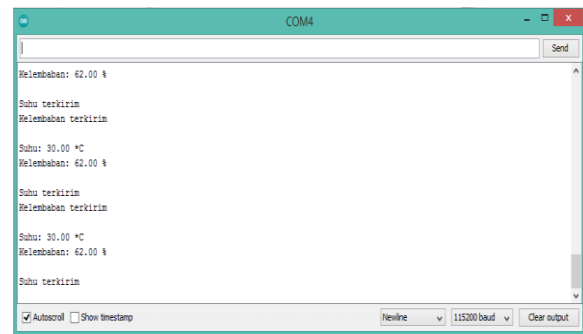 COM4
Send
Kelembaban: 62.00 %
Suhu terkirim
Kelembaban terkirim
Suhu: 30.00 *C
Kelembaban: 62.00 %
Suhu terkirim
Kelembaban terkirim
Suhu: 30.00 *C
Kelembaban: 62.00 %
Suhu terkirim
Autoscroll Show timestamp Newline 115200 baud Clear output